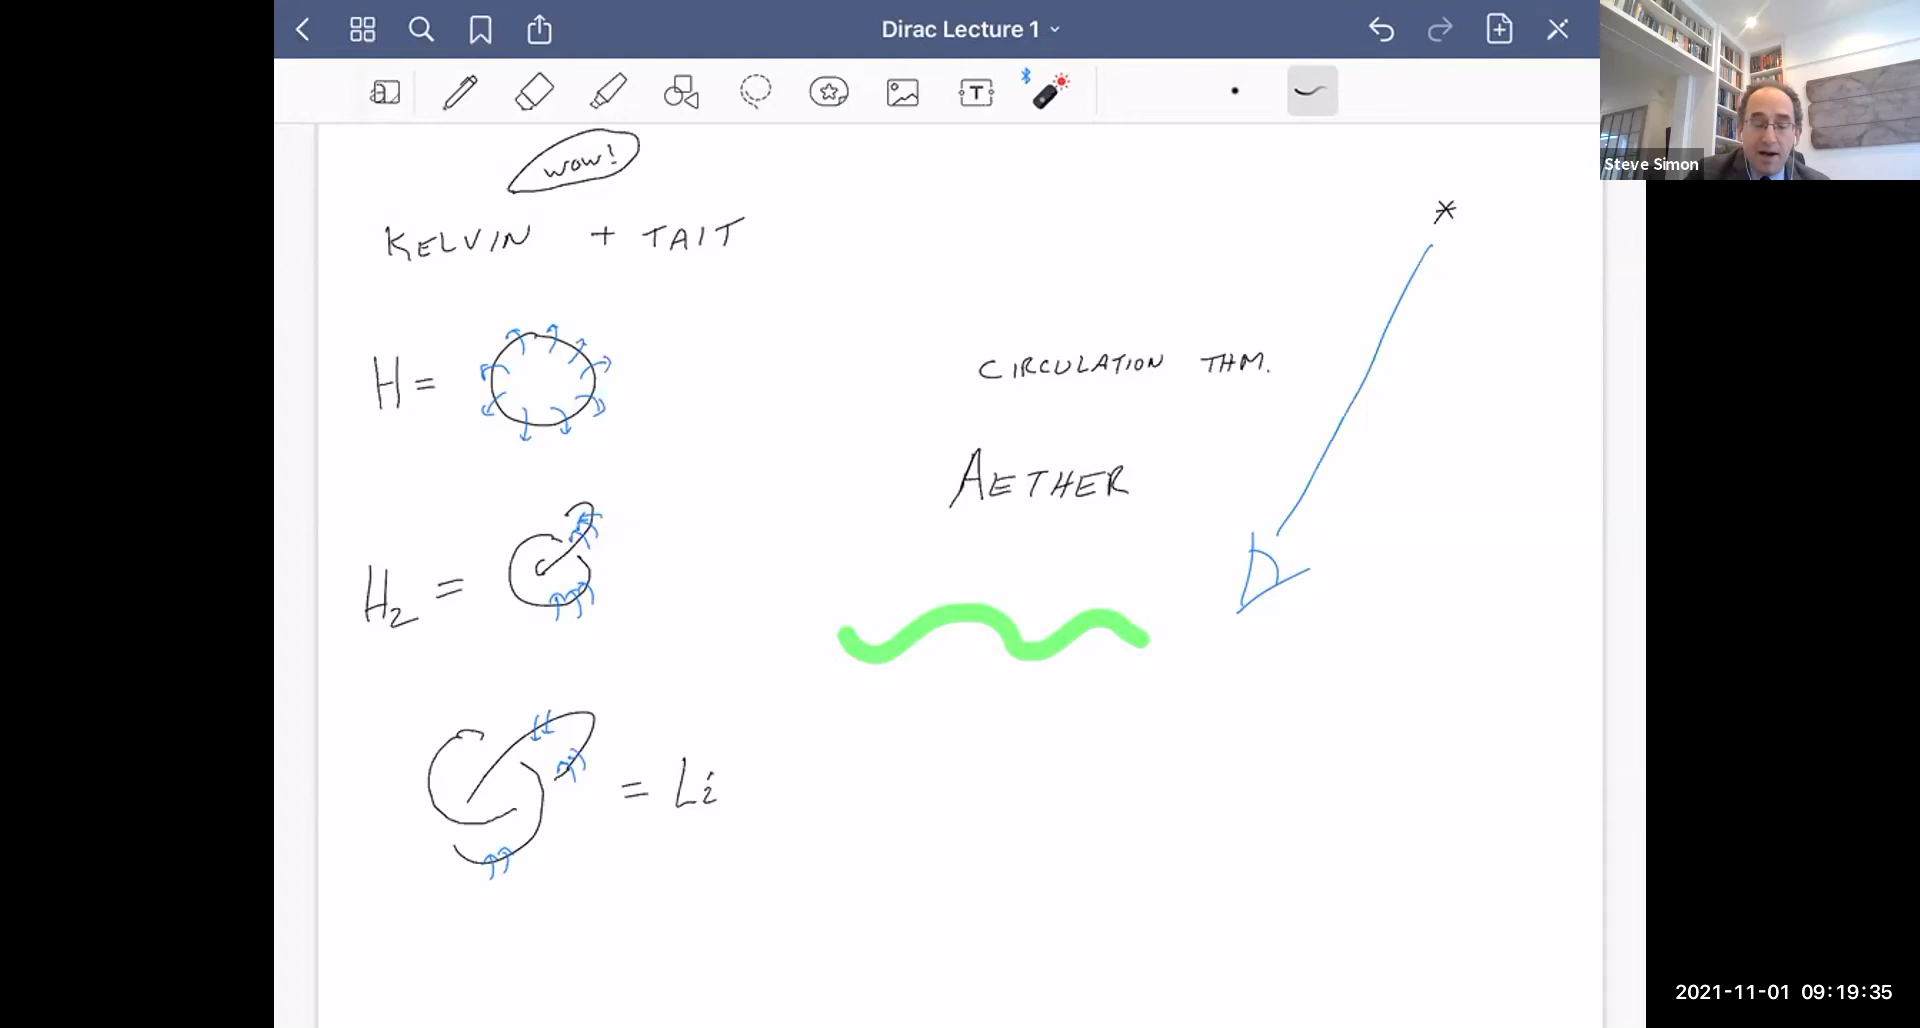 Dirac Lecture 1
T
Steve Simon
wow!
KELVIN + TAIT
H =
CIRCULATION THM.
AETHER
H₂ =
= Li
2021-11-01 09:19:35